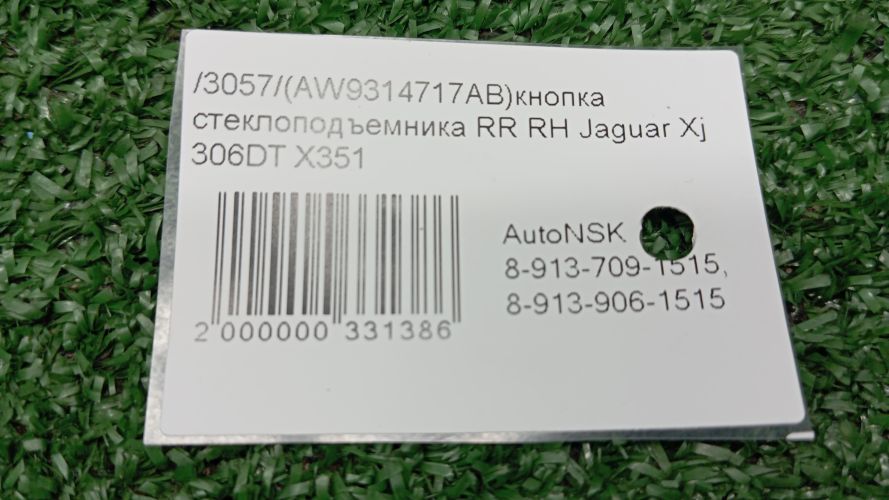 /3057/(AW9314717AB)кнопка
стеклоподъемника RR RH Jaguar Xj
306DT X351
AutoNSK
8-913-709-1515,
8-913-906-1515
2 000000 331386